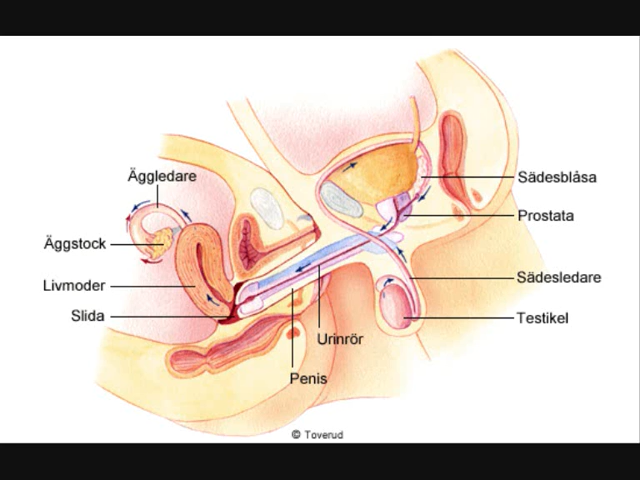 Äggledare
Äggstock
Livmoder
Slida
Sädesblåsa
Prostata
Sädesledare
Testikel
Urinrör
Penis
© Toverud